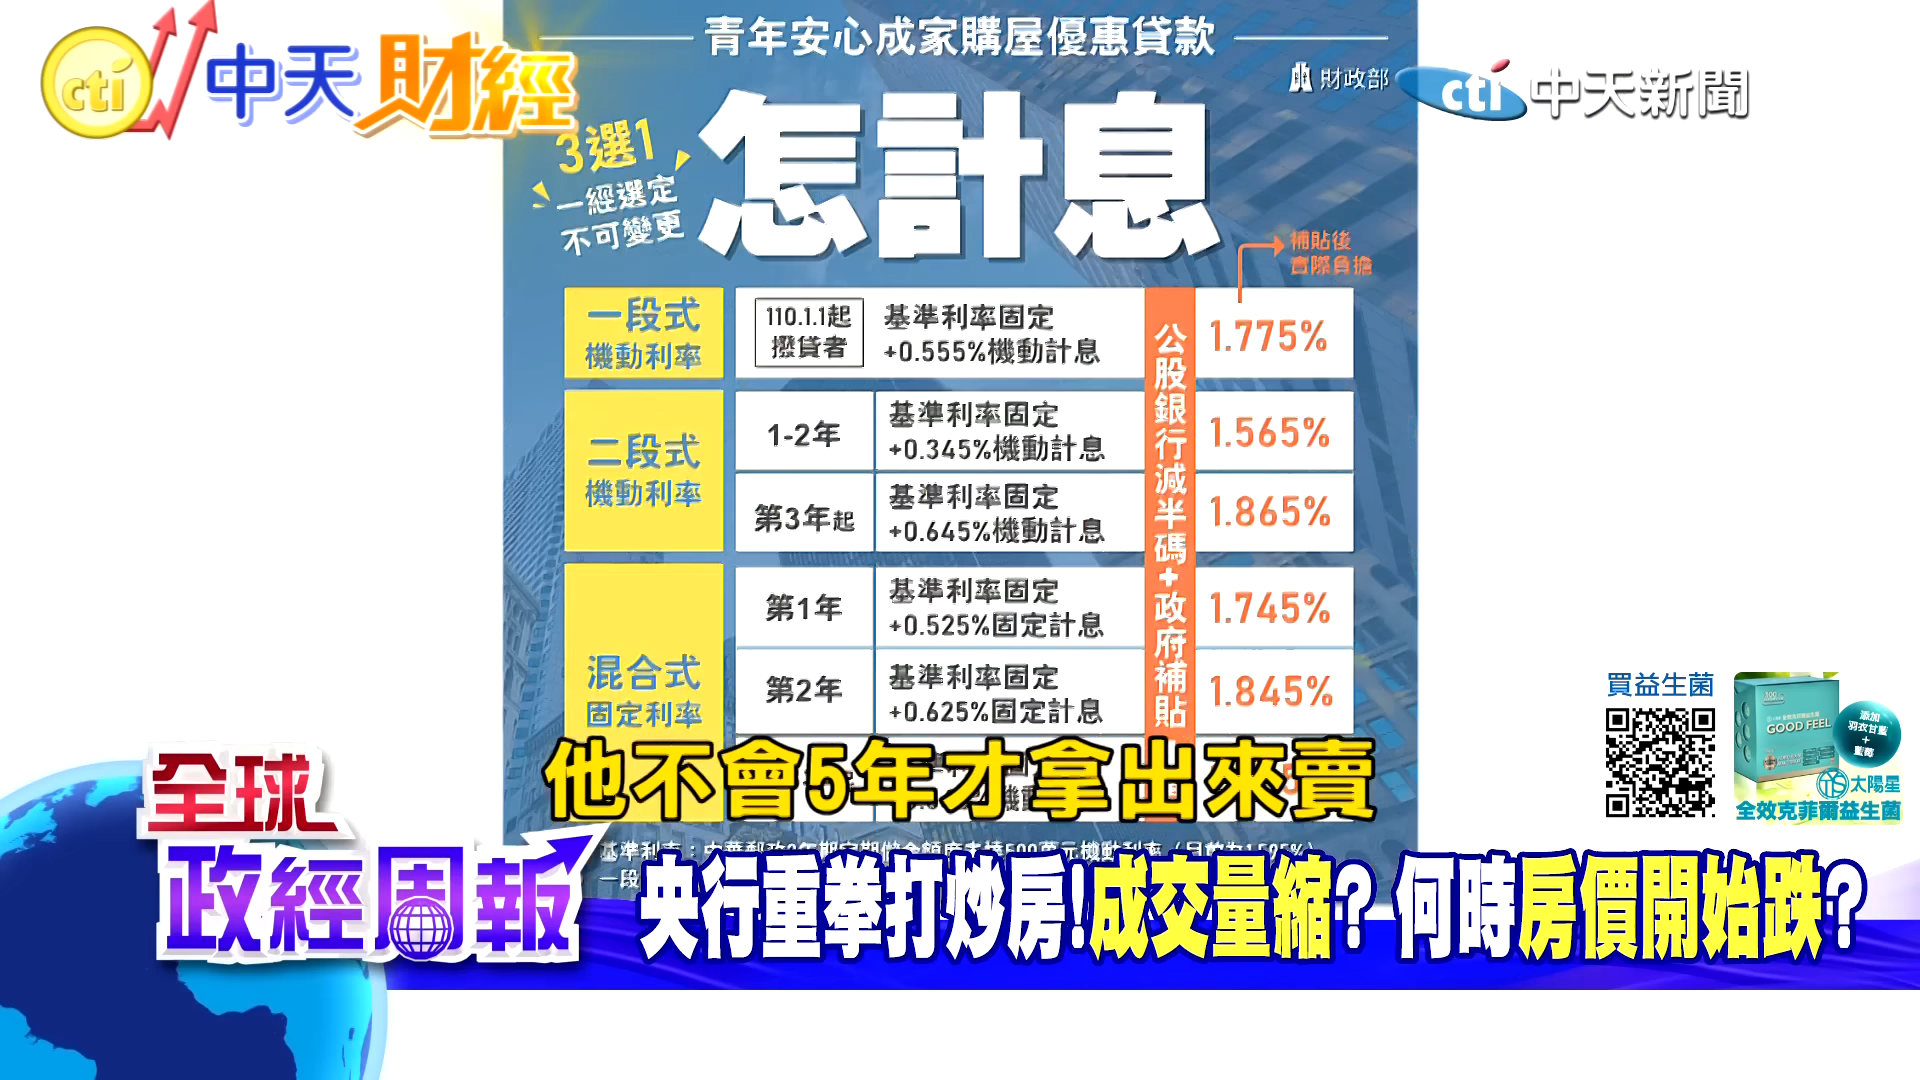 cti 中天財經
青年安心成家購屋優惠貸款
財政部
cti 中天新聞
3選1
一經選定
不可變更
怎計息
補貼後
實際負擔
一段式
機動利率
110.1.1起
撥貸者
基準利率固定
+0.555%機動計息
1.775%
二段式
機動利率
1-2年
基準利率固定
+0.345%機動計息
1.565%
第3年起
基準利率固定
+0.645%機動計息
1.865%
混合式
固定利率
第1年
基準利率固定
+0.525%固定計息
1.745%
第2年
基準利率固定
+0.625%固定計息
1.845%
公股銀行減半碼+政府補貼
買益生菌
GOOD FEEL
添加
羽衣甘藍
+
藍莓
太陽星
全效克菲爾益生菌
他不會5年才拿出來賣
全球
政經周報
一段
央行重拳打炒房!成交量縮? 何時房價開始跌?